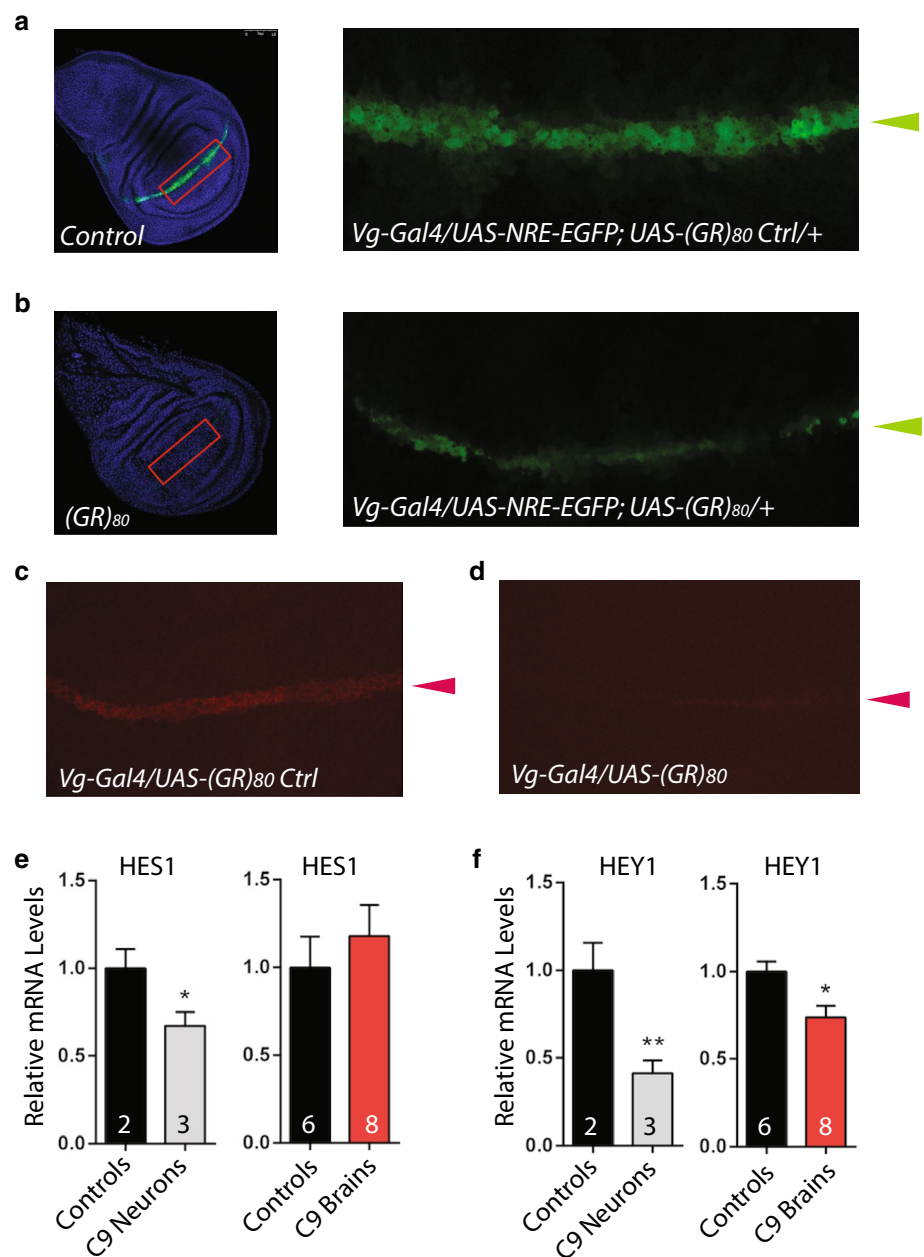 a
Control
Vg-Gal4/UAS-NRE-EGFP; UAS-(GR)80 Ctrl/+
b
(GR)80
Vg-Gal4/UAS-NRE-EGFP; UAS-(GR)80/+
c
Vg-Gal4/UAS-(GR)80 Ctrl
d
Vg-Gal4/UAS-(GR)80
e
HES1
Relative mRNA Levels
1.5
1.0
0.5
0.0
*
2
3
Controls
C9 Neurons
HES1
1.5
1.0
0.5
0.0
6
8
Controls
C9 Brains
f
HEY1
Relative mRNA Levels
1.5
1.0
0.5
0.0
**
2
3
Controls
C9 Neurons
HEY1
1.5
1.0
0.5
0.0
*
6
8
Controls
C9 Brains